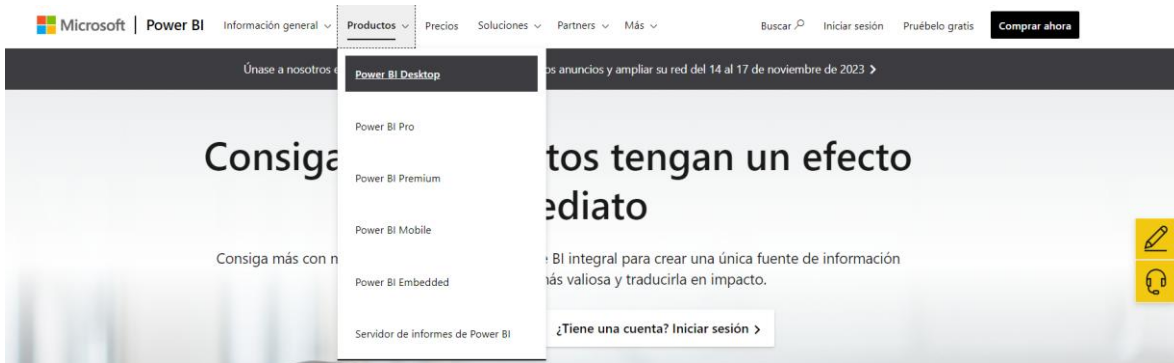 Microsoft | Power BI Información general Productos Precios Soluciones Partners Más Buscar Iniciar sesión Pruébelo gratis Comprar ahora
Únase a nosotros os anuncios y ampliar su red del 14 al 17 de noviembre de 2023 >
Power BI Desktop
Power BI Pro
Power BI Premium
Power BI Mobile
Power BI Embedded
Servidor de informes de Power BI
Consiga tos tengan un efecto
ediato
Consiga más con BI integral para crear una única fuente de información
más valiosa y traducirla en impacto.
¿Tiene una cuenta? Iniciar sesión >